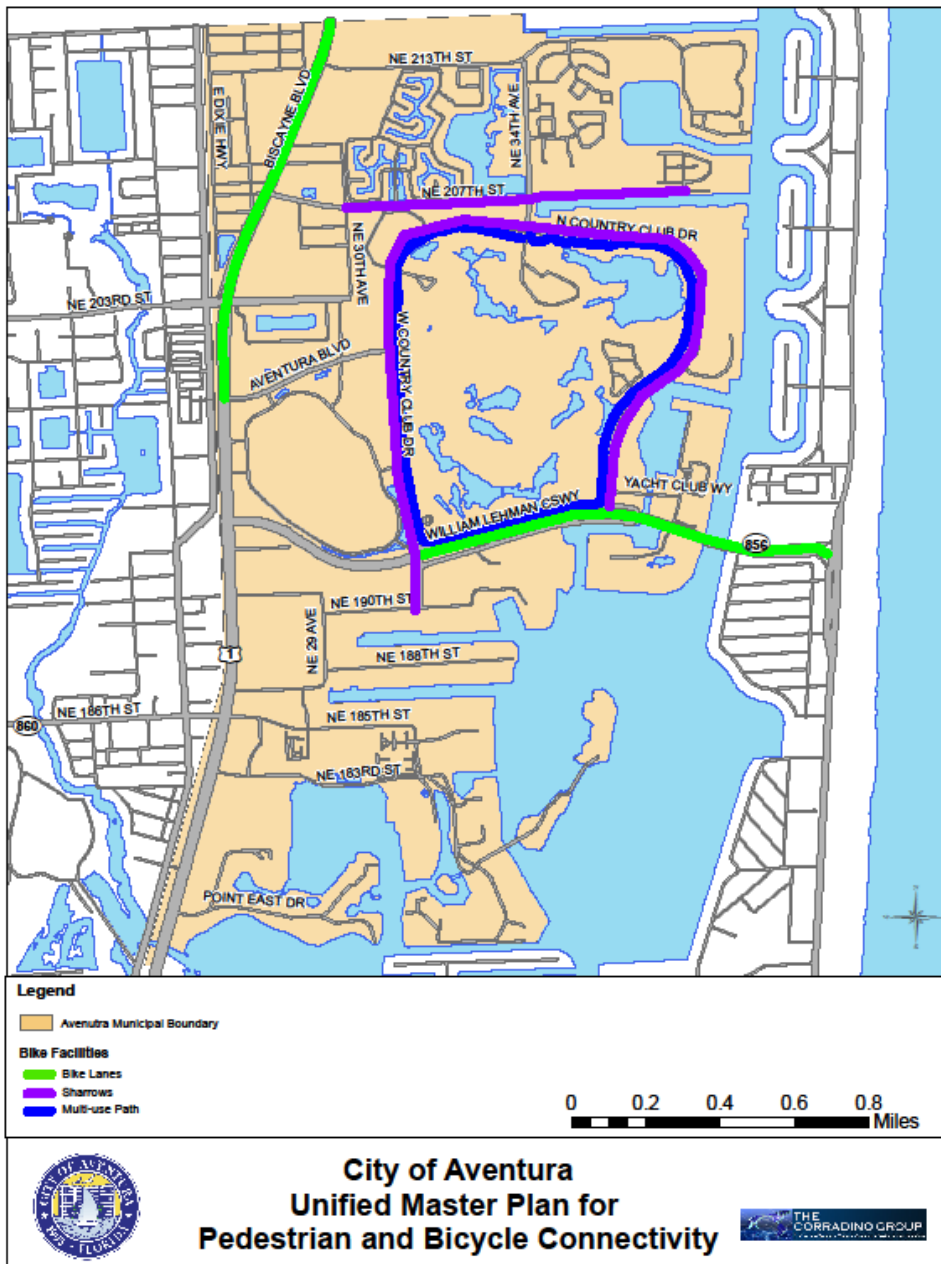 NE 213TH ST
E DIXIE HWY
BISCAYNE BLVD
NE 34TH AVE
NE 207TH ST
N COUNTRY CLUB DR
NE 30TH AVE
NE 203RD ST
W COUNTRY CLUB DR
AVENTURA BLVD
YACHT CLUB WY
WILLIAM LEHMAN CSWY
856
NE 190TH ST
NE 29 AVE
1
NE 188TH ST
NE 186TH ST
860
NE 185TH ST
NE 183RD ST
POINT EAST DR
Legend
Avenutra Municipal Boundary
Bike Facilities
Bike Lanes
Sharrows
Multi-use Path
0 0.2 0.4 0.6 0.8
Miles
CITY OF AVENTURA
1995 - FLORIDA
City of Aventura
Unified Master Plan for
Pedestrian and Bicycle Connectivity
THE
CORRADINO GROUP